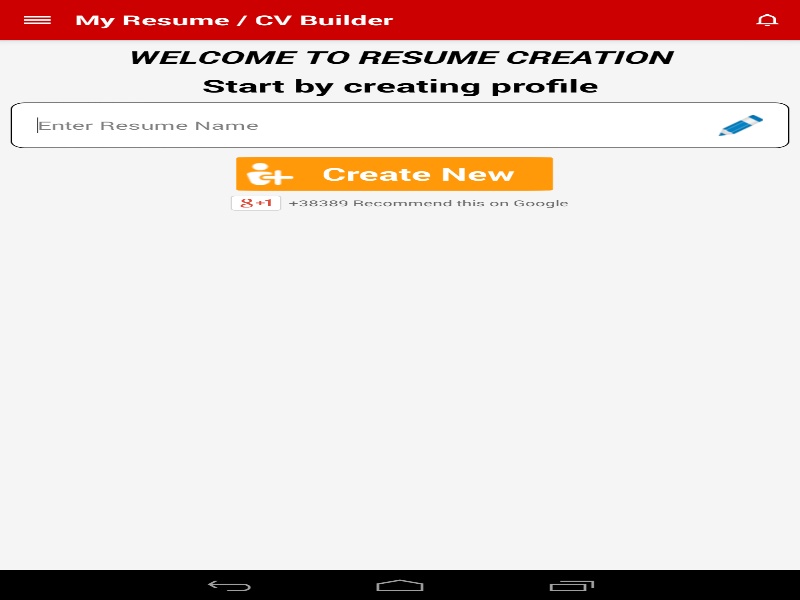 My Resume / CV Builder
WELCOME TO RESUME CREATION
Start by creating profile
Enter Resume Name
Create New
g+1 +38389 Recommend this on Google